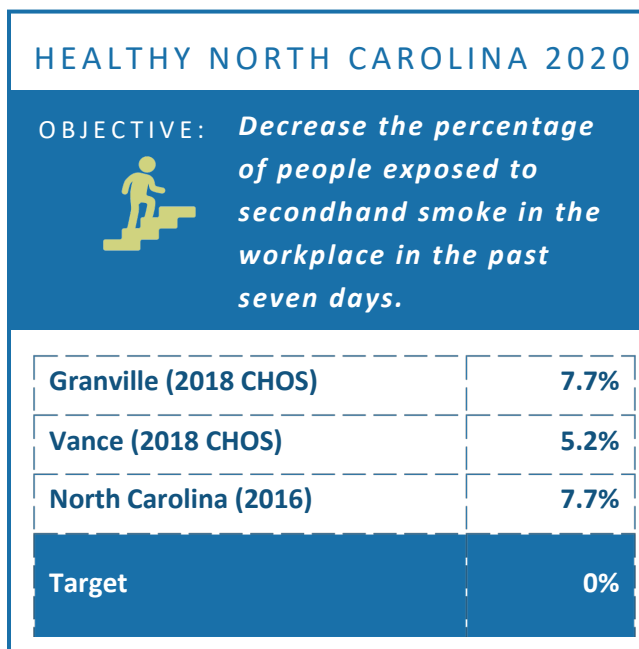 HEALTHY NORTH CAROLINA 2020
OBJECTIVE:
Decrease the percentage
of people exposed to
secondhand smoke in the
workplace in the past
seven days.
Granville (2018 CHOS) 7.7%
Vance (2018 CHOS) 5.2%
North Carolina (2016) 7.7%
Target 0%